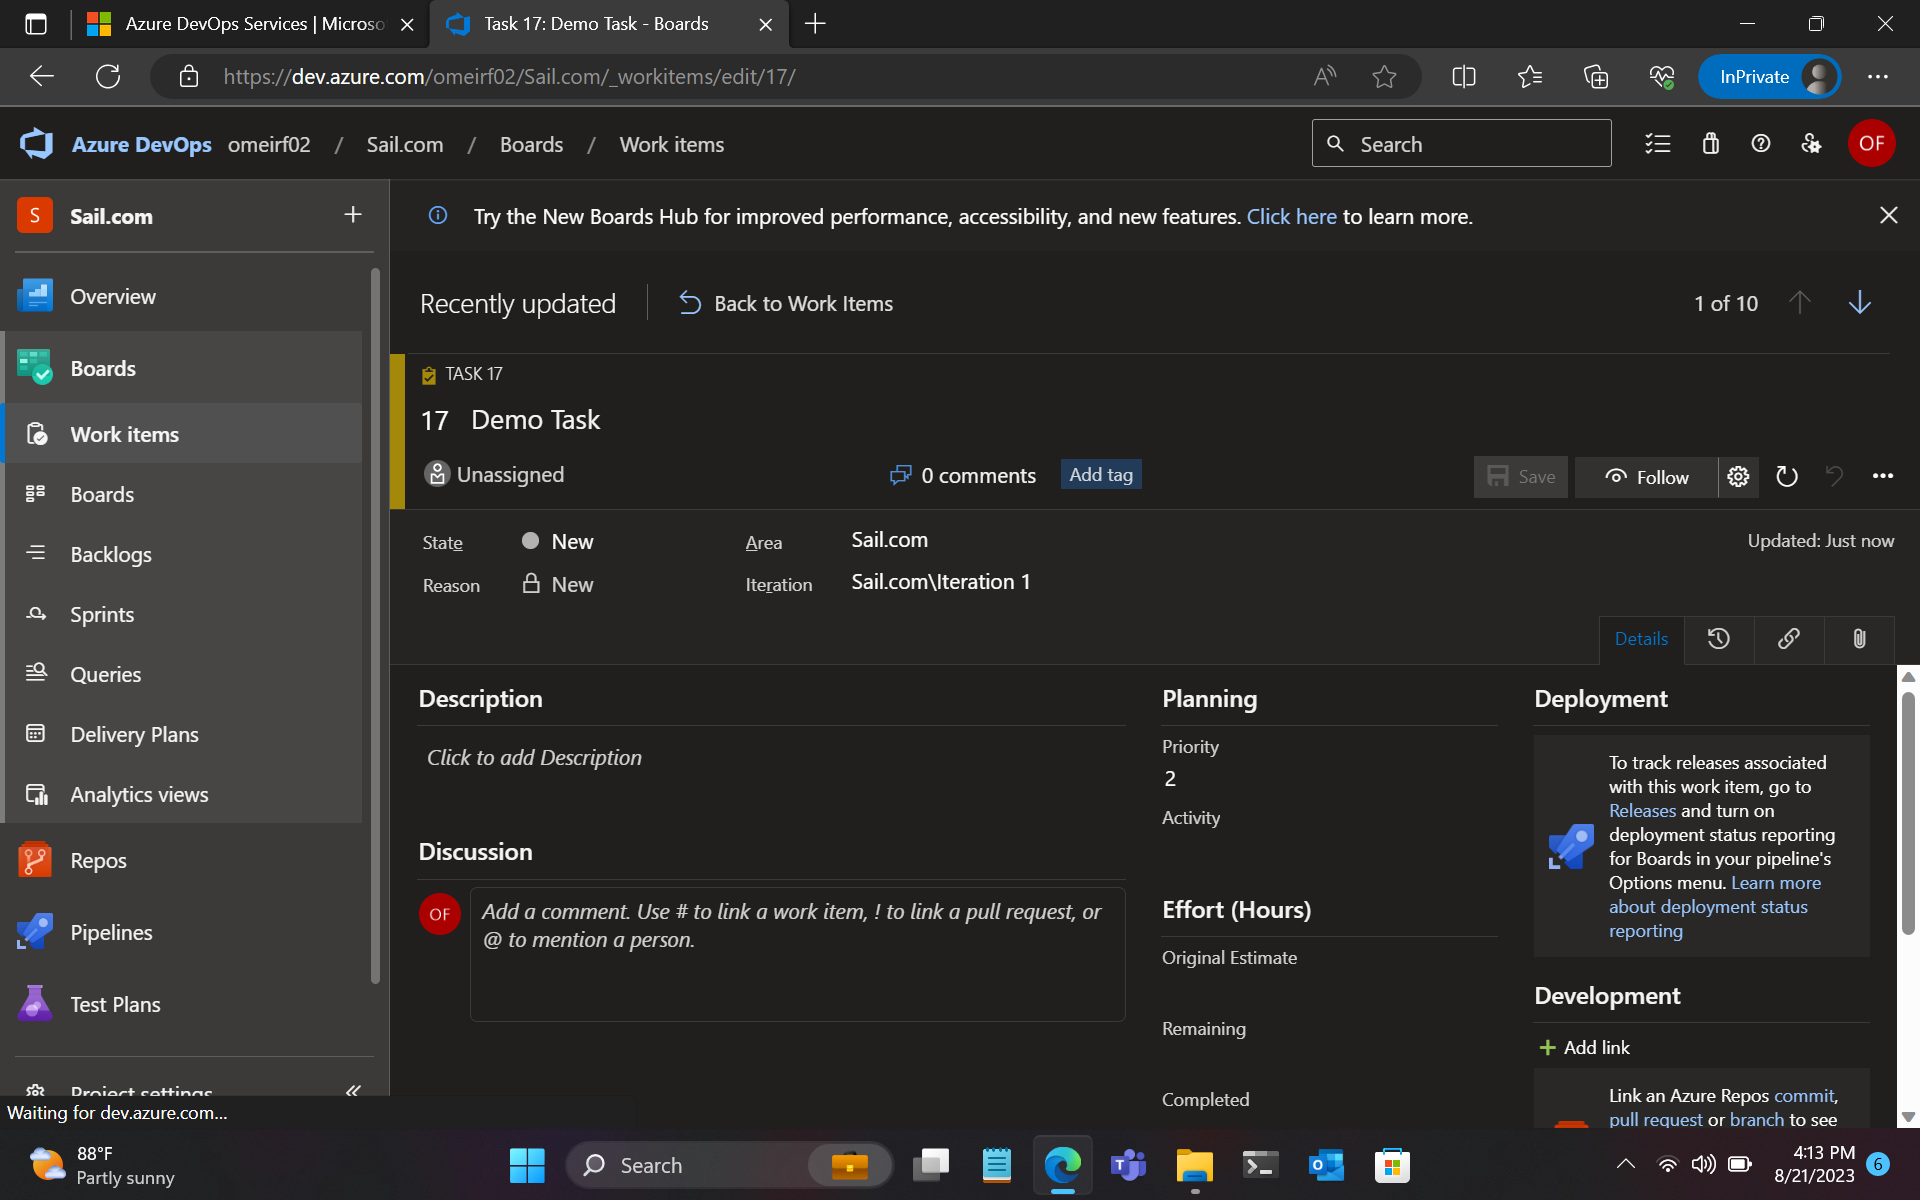 Azure DevOps Services | Microso
Task 17: Demo Task - Boards
https://dev.azure.com/omeirf02/Sail.com/_workitems/edit/17/
InPrivate
Azure DevOps omeirf02 / Sail.com / Boards / Work items
Search
OF
S Sail.com
Try the New Boards Hub for improved performance, accessibility, and new features. Click here to learn more.
Overview
Boards
Work items
Boards
Backlogs
Sprints
Queries
Delivery Plans
Analytics views
Repos
Pipelines
Test Plans
Project settings
Waiting for dev.azure.com...
Recently updated
Back to Work Items
1 of 10
TASK 17
17 Demo Task
Unassigned
0 comments
Add tag
Save
Follow
State
New
Area
Sail.com
Updated: Just now
Reason
New
Iteration
Sail.com\Iteration 1
Details
Description
Click to add Description
Discussion
OF
Add a comment. Use # to link a work item, ! to link a pull request, or
@ to mention a person.
Planning
Priority
2
Activity
Effort (Hours)
Original Estimate
Remaining
Completed
Deployment
To track releases associated
with this work item, go to
Releases and turn on
deployment status reporting
for Boards in your pipeline's
Options menu. Learn more
about deployment status
reporting
Development
Add link
Link an Azure Repos commit,
pull request or branch to see
88°F
Partly sunny
Search
4:13 PM
8/21/2023
6